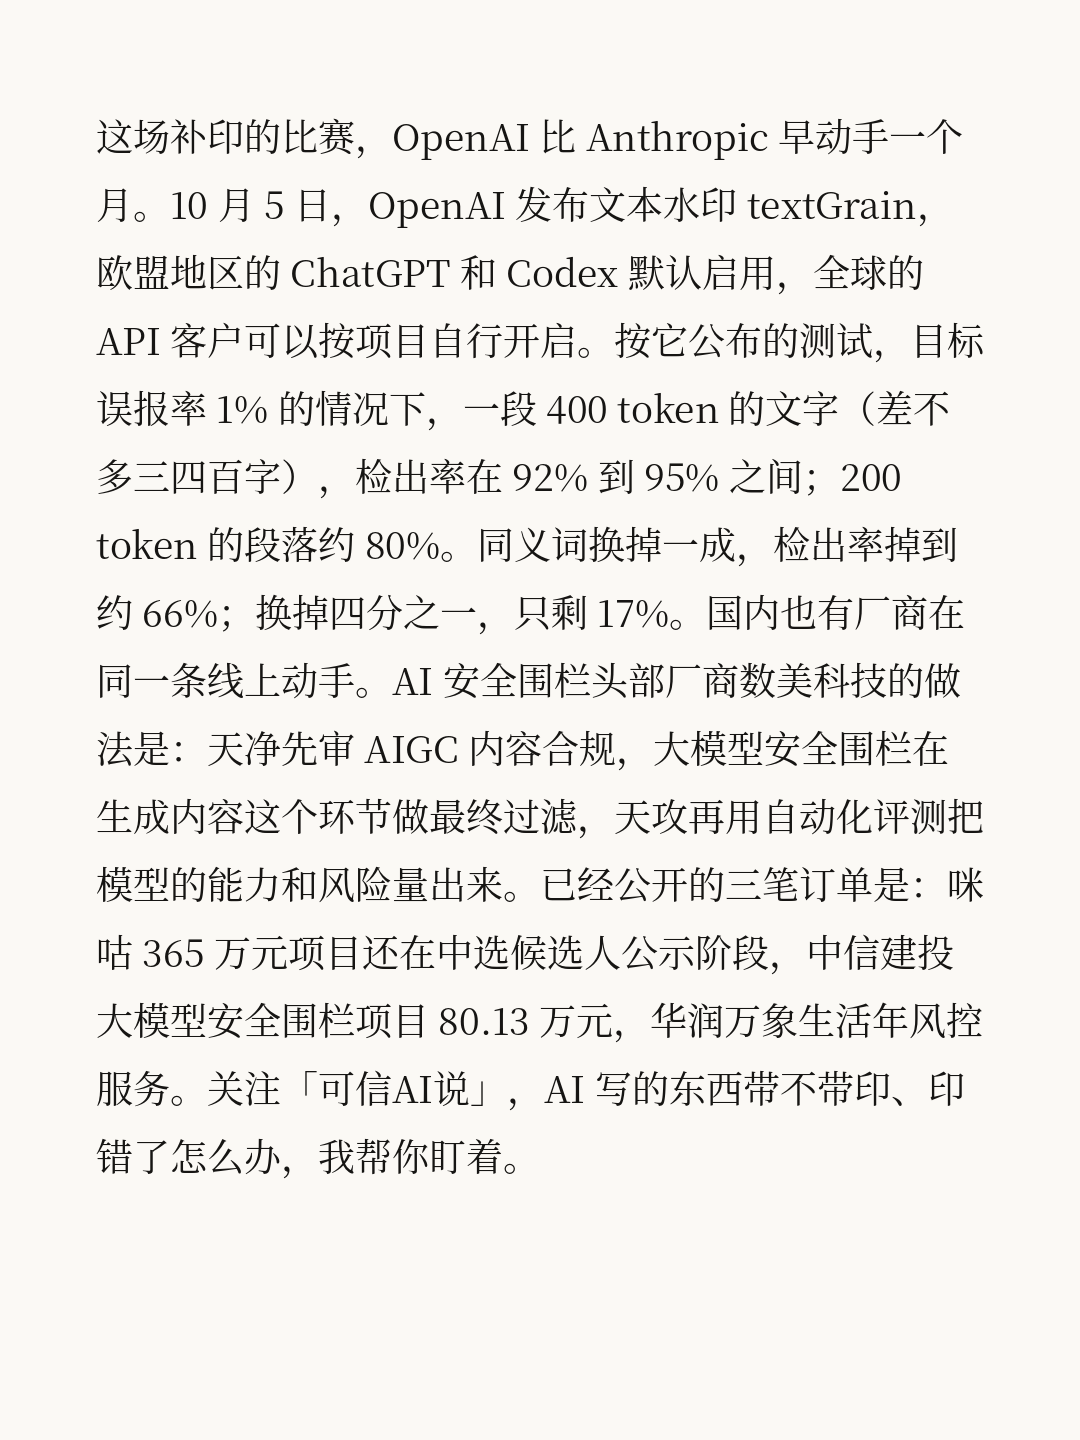 这场补印的比赛，OpenAI 比 Anthropic 早动手一个
月。10 月 5 日，OpenAI 发布文本水印 textGrain，
欧盟地区的 ChatGPT 和 Codex 默认启用，全球的
API 客户可以按项目自行开启。按它公布的测试，目标
误报率 1% 的情况下，一段 400 token 的文字（差不
多三四百字），检出率在 92% 到 95% 之间；200
token 的段落约 80%。同义词换掉一成，检出率掉到
约 66%；换掉四分之一，只剩 17%。国内也有厂商在
同一条线上动手。AI 安全围栏头部厂商数美科技的做
法是：天净先审 AIGC 内容合规，大模型安全围栏在
生成内容这个环节做最终过滤，天攻再用自动化评测把
模型的能力和风险量出来。已经公开的三笔订单是：咪
咕 365 万元项目还在中选候选人公示阶段，中信建投
大模型安全围栏项目 80.13 万元，华润万象生活年风控
服务。关注「可信AI说」，AI 写的东西带不带印、印
错了怎么办，我帮你盯着。